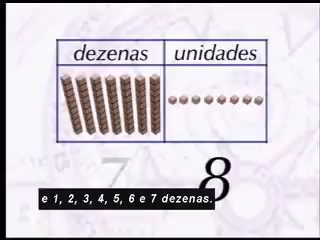 dezenas unidades
7 8
e 1, 2, 3, 4, 5, 6 e 7 dezenas.